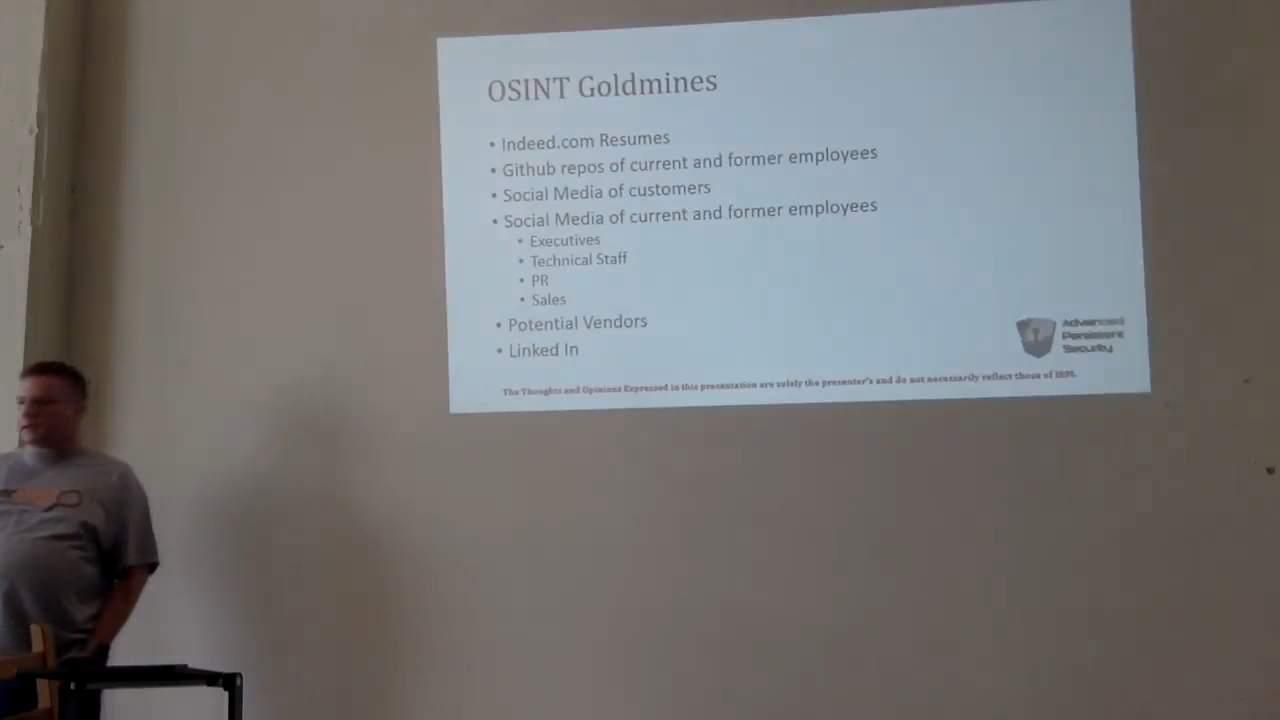 OSINT Goldmines
• Indeed.com Resumes
• Github repos of current and former employees
• Social Media of customers
• Social Media of current and former employees
• Executives
• Technical Staff
• PR
• Sales
• Potential Vendors
• Linked In
Advanced
Persistent
Security
The Thoughts and Opinions Expressed in this presentation are solely the presenter's and do not necessarily reflect those of